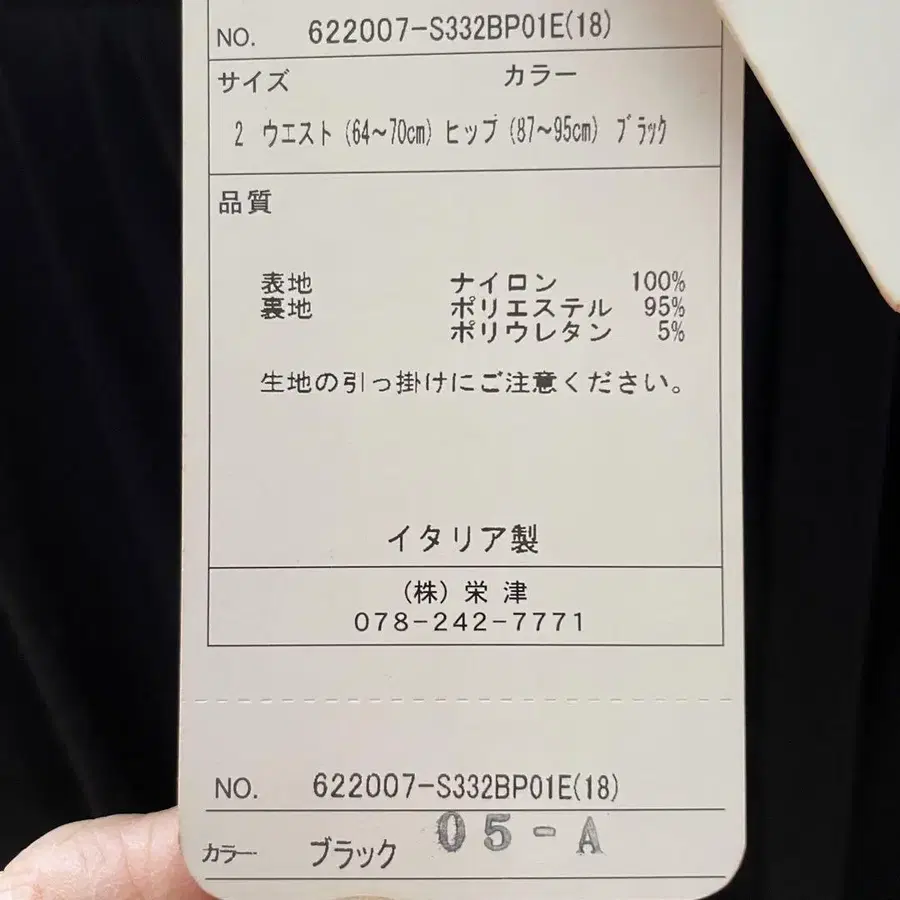 NO. 622007-S332BP01E(18)
サイズ カラー
2 ウエスト(64〜70cm) ヒップ(87〜95cm) ブラック
品質
表地 ナイロン 100%
裏地 ポリエステル 95%
ポリウレタン 5%
生地の引っ掛けにご注意ください。
イタリア製
(株) 栄津
078-242-7771
NO. 622007-S332BP01E(18)
カラー ブラック 05-A